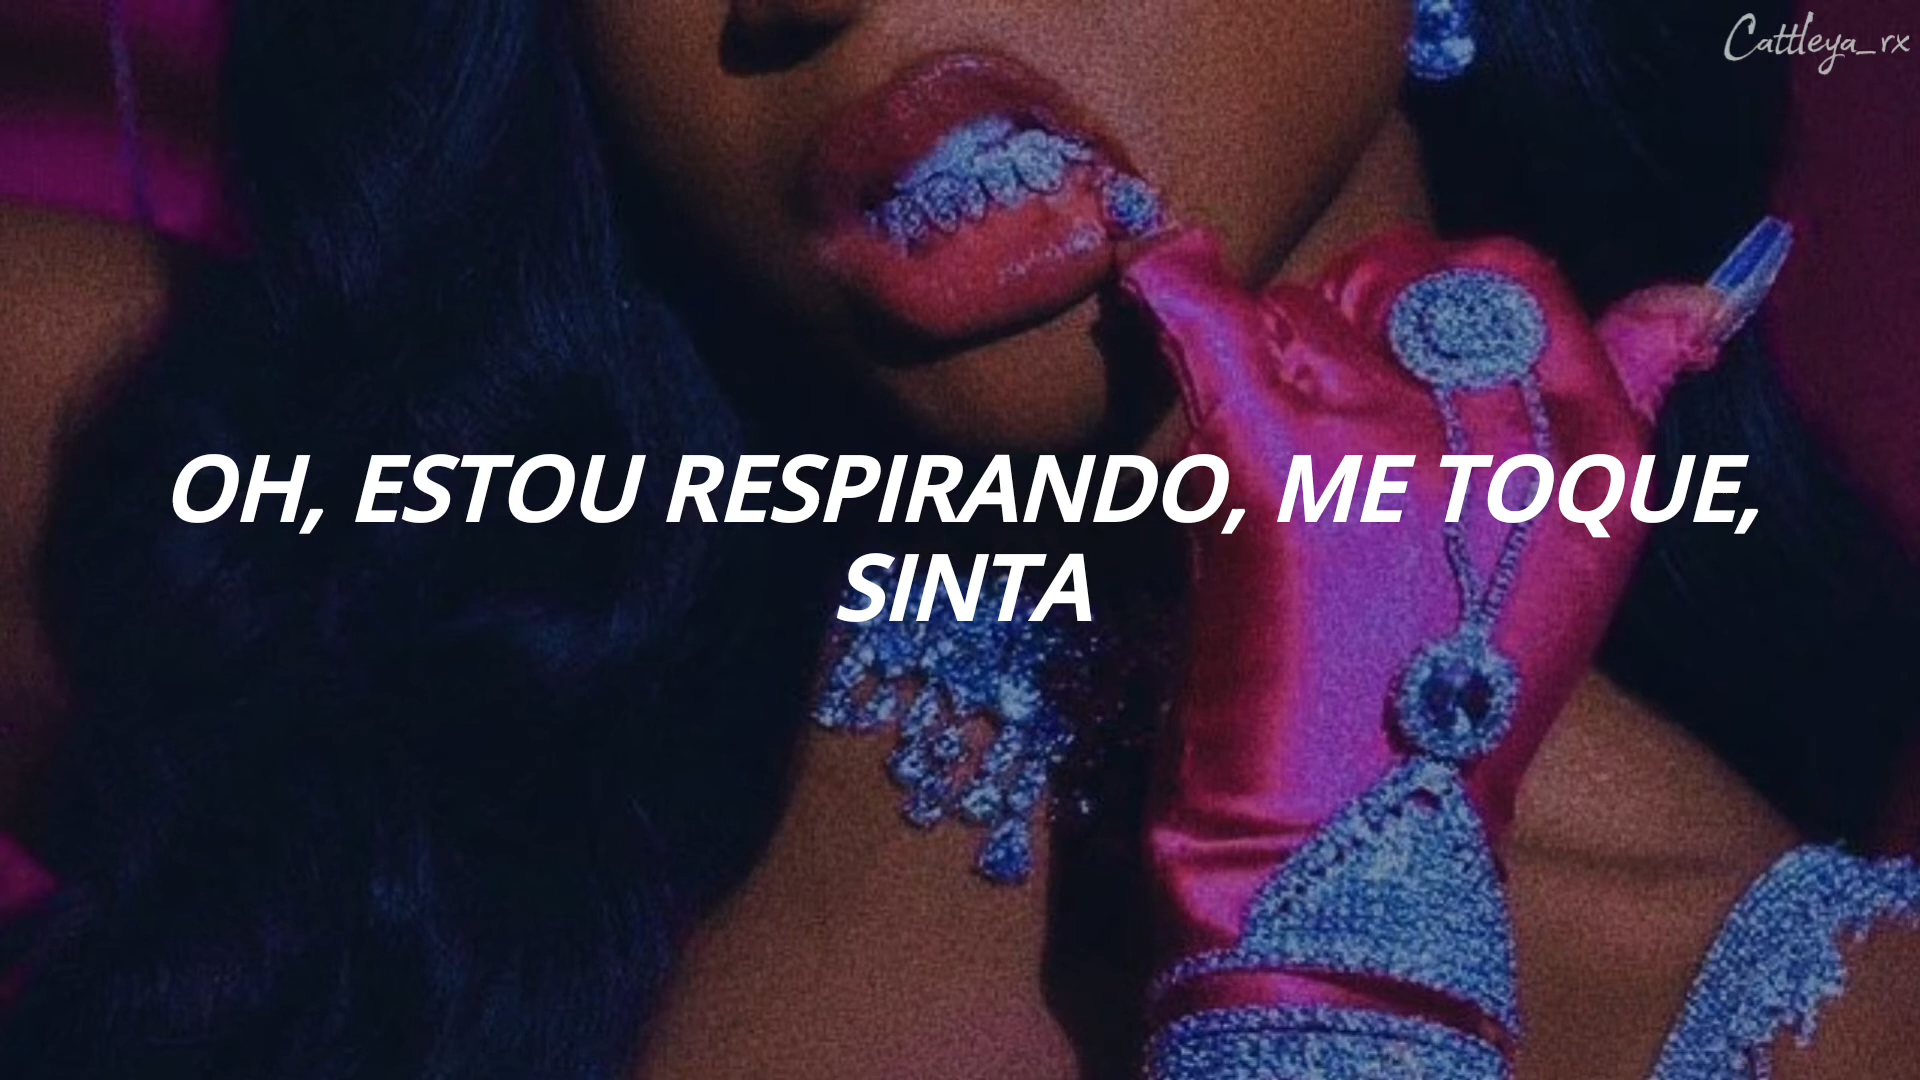 Cattleya_rx
OH, ESTOU RESPIRANDO, ME TOQUE,
SINTA